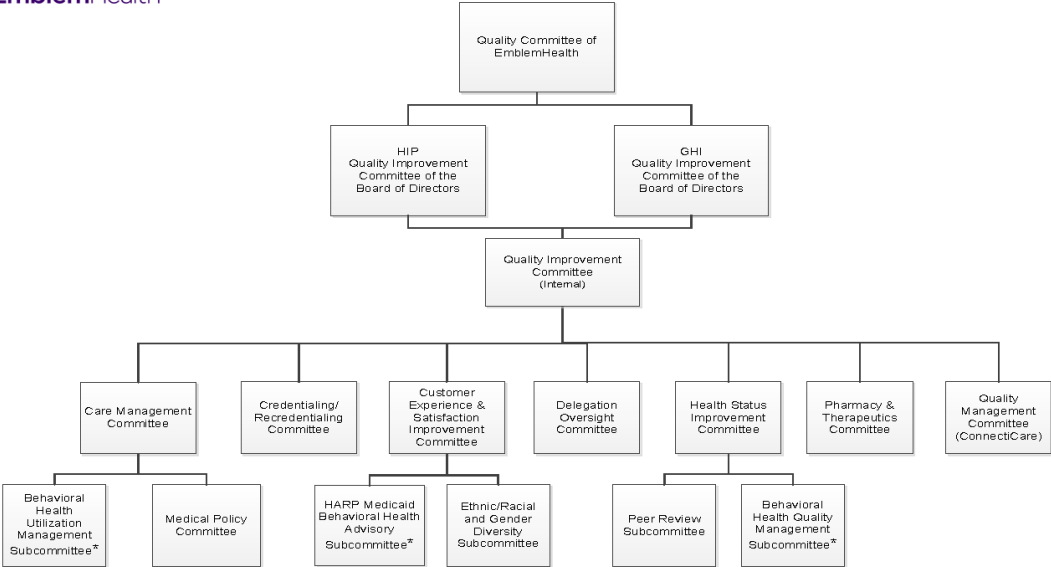 EmblemHealth
Quality Committee of
EmblemHealth
HIP
Quality Improvement
Committee of the
Board of Directors
GHI
Quality Improvement
Committee of the
Board of Directors
Quality Improvement
Committee
(Internal)
Care Management
Committee
Credentialing/
Recredentialing
Committee
Customer
Experience &
Satisfaction
Improvement
Committee
Delegation
Oversight
Committee
Health Status
Improvement
Committee
Pharmacy &
Therapeutics
Committee
Quality
Management
Committee
(ConnectiCare)
Behavioral
Health
Utilization
Management
Subcommittee*
Medical Policy
Committee
HARP Medicaid
Behavioral Health
Advisory
Subcommittee*
Ethnic/Racial
and Gender
Diversity
Subcommittee
Peer Review
Subcommittee
Behavioral
Health Quality
Management
Subcommittee*